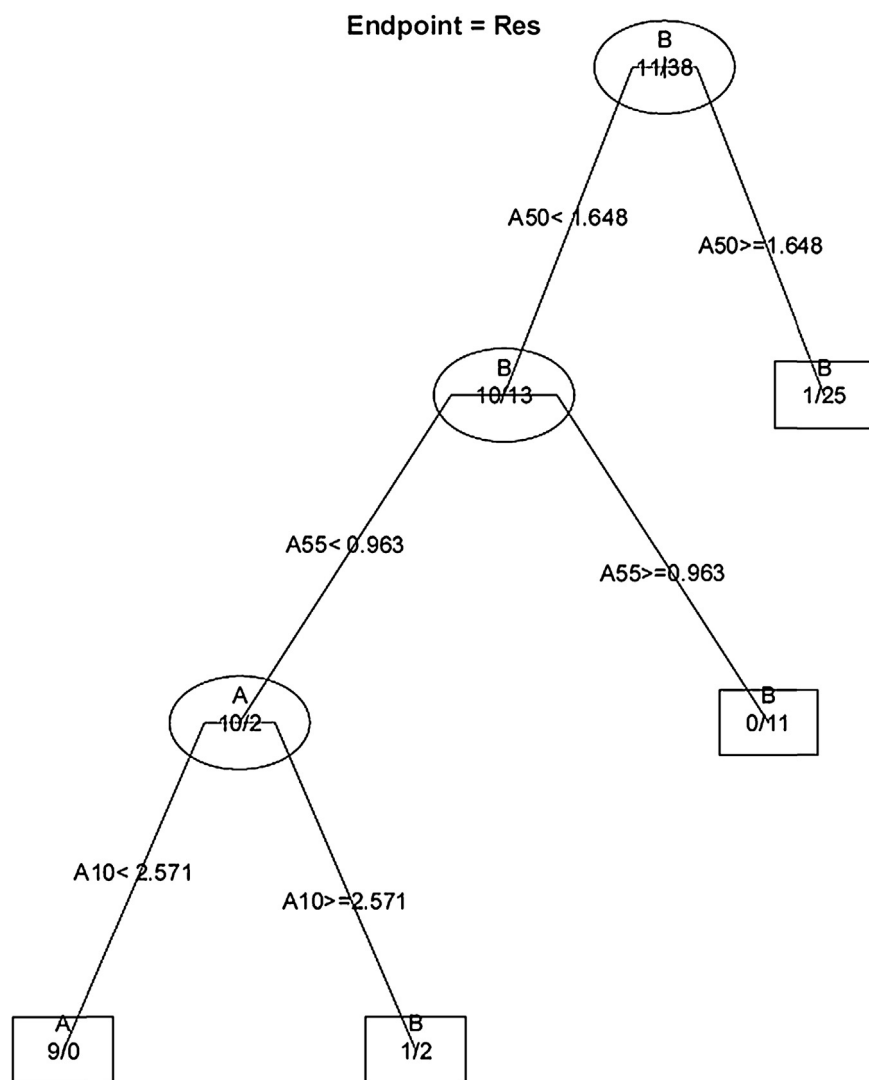 Endpoint = Res
B
11/38
A50< 1.648
A50>=1.648
B
10/13
B
1/25
A55< 0.963
A55>=0.963
A
10/2
B
0/11
A10< 2.571
A10>=2.571
A
9/0
B
1/2